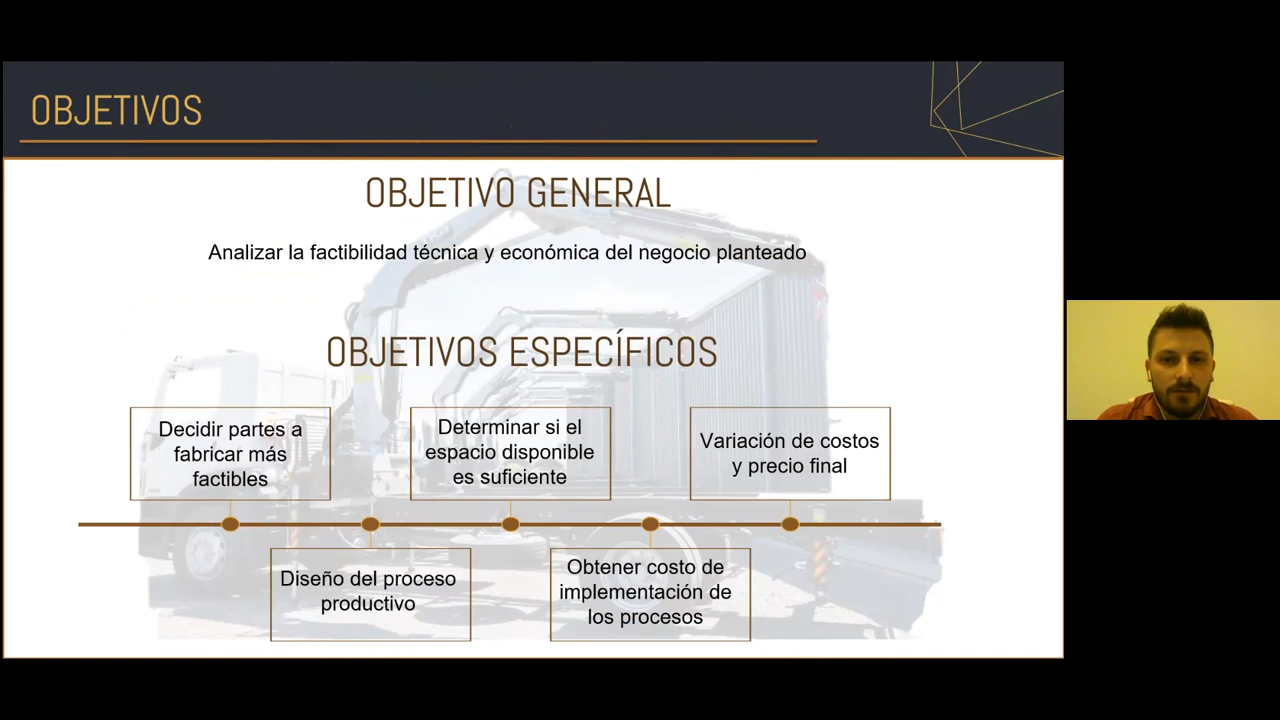 OBJETIVOS
OBJETIVO GENERAL
Analizar la factibilidad técnica y económica del negocio planteado
OBJETIVOS ESPECÍFICOS
Decidir partes a
fabricar más
factibles
Determinar si el
espacio disponible
es suficiente
Variación de costos
y precio final
Diseño del proceso
productivo
Obtener costo de
implementación de
los procesos